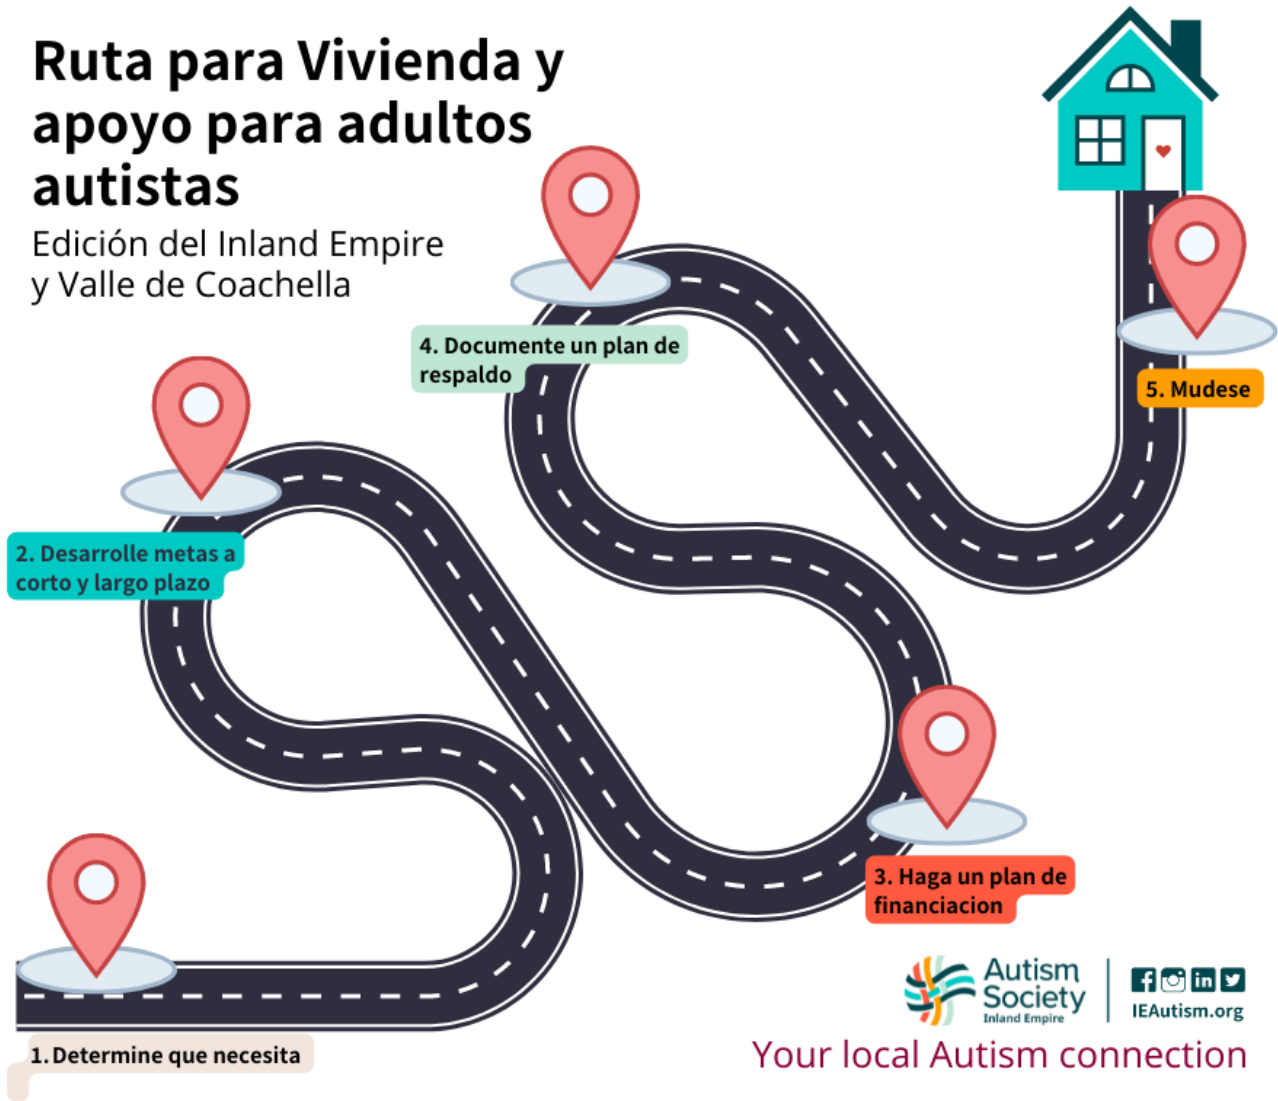 Ruta para Vivienda y
apoyo para adultos
autistas
Edición del Inland Empire
y Valle de Coachella
4. Documente un plan de
respaldo
5. Mudese
2. Desarrolle metas a
corto y largo plazo
3. Haga un plan de
financiacion
1. Determine que necesita
Autism
Society
Inland Empire
IEAutism.org
Your local Autism connection